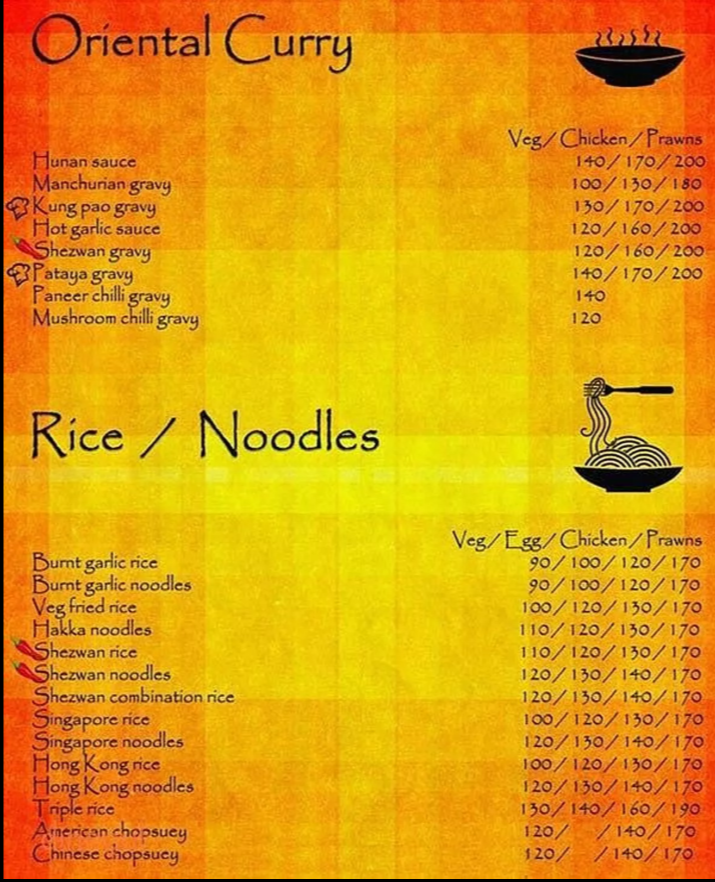 Oriental Curry
Veg/Chicken/Prawns
Hunan sauce 140/170/200
Manchurian gravy 100/130/180
Kung pao gravy 130/170/200
Hot garlic sauce 120/160/200
Shezwan gravy 120/160/200
Pataya gravy 140/170/200
Paneer chilli gravy 140
Mushroom chilli gravy 120
Rice / Noodles
Veg/Egg/Chicken/Prawns
Burnt garlic rice 90/100/120/170
Burnt garlic noodles 90/100/120/170
Veg fried rice 100/120/130/170
Hakka noodles 110/120/130/170
Shezwan rice 110/120/130/170
Shezwan noodles 120/130/140/170
Shezwan combination rice 120/130/140/170
Singapore rice 100/120/130/170
Singapore noodles 120/130/140/170
Hong Kong rice 100/120/130/170
Hong Kong noodles 120/130/140/170
Triple rice 130/140/160/190
American chopsuey 120/ /140/170
Chinese chopsuey 120/ /140/170